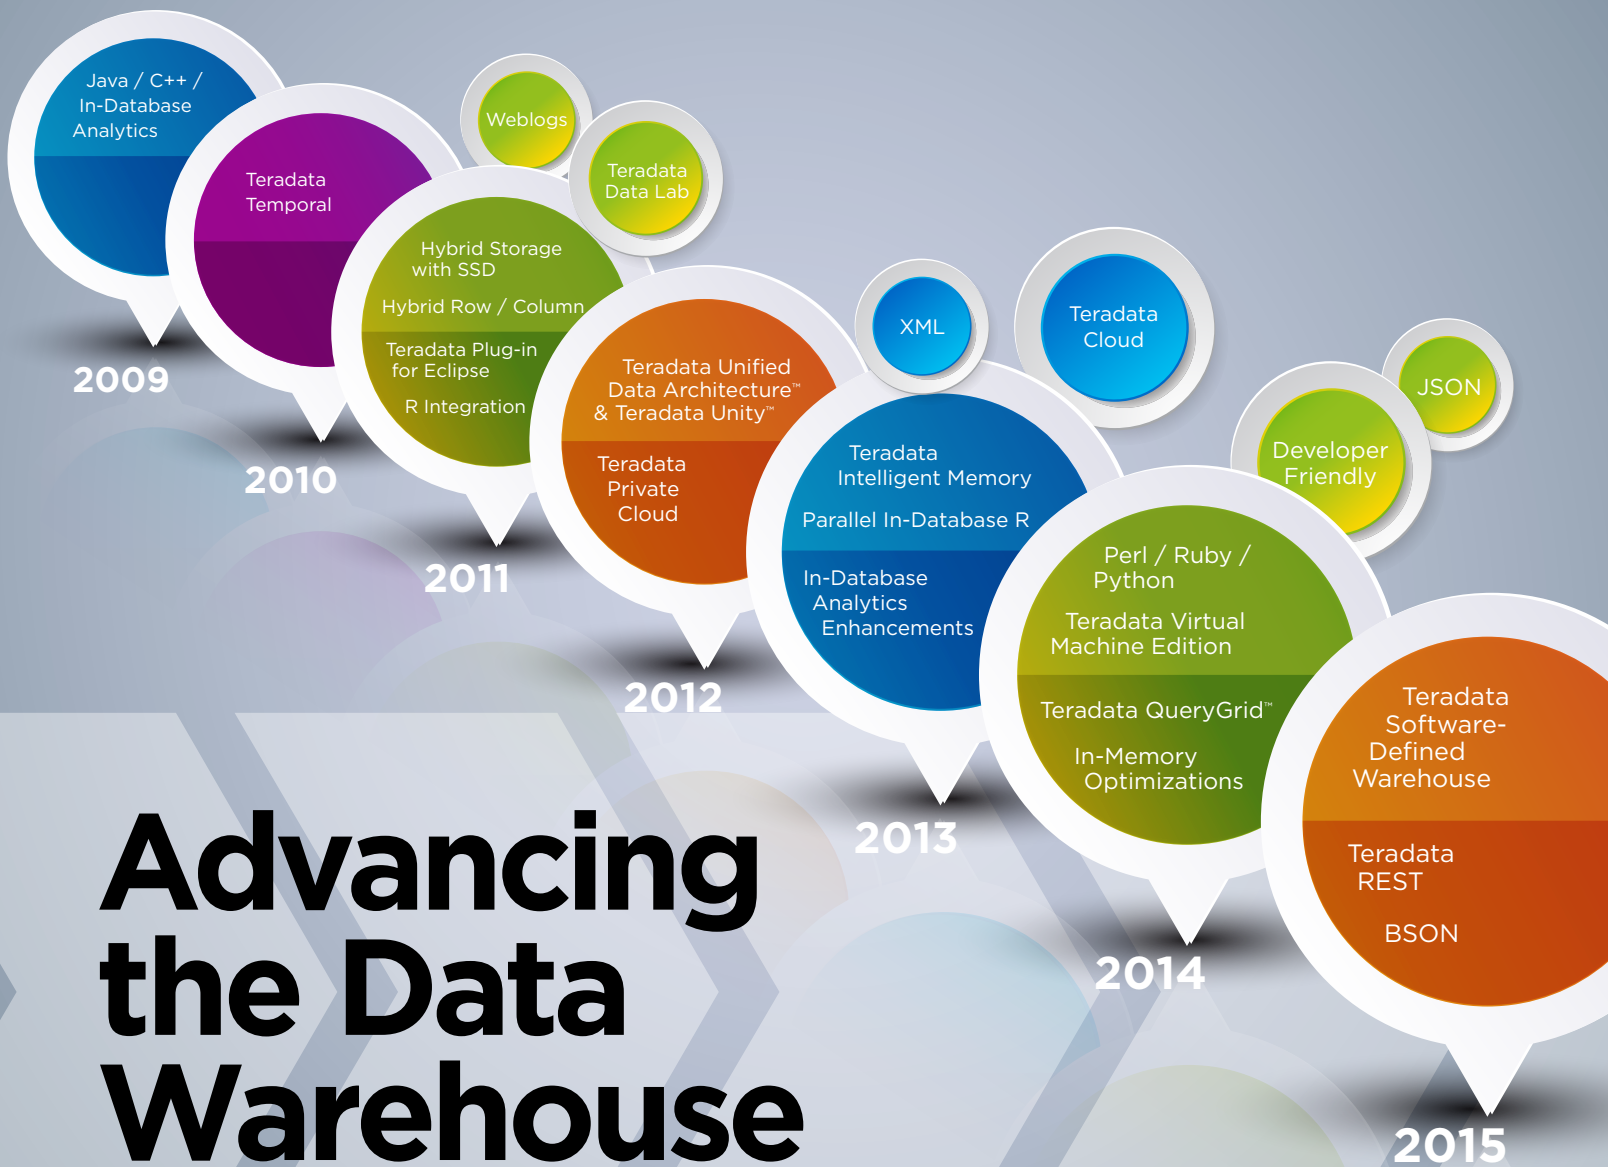 Java / C++ /
In-Database
Analytics
2009
Teradata
Temporal
2010
Weblogs
Teradata
Data Lab
Hybrid Storage
with SSD
Hybrid Row / Column
Teradata Plug-in
for Eclipse
R Integration
2011
Teradata Unified
Data Architecture™
& Teradata Unity™
Teradata
Private
Cloud
2012
XML
Teradata
Cloud
Teradata
Intelligent Memory
Parallel In-Database R
In-Database
Analytics
Enhancements
2013
Developer
Friendly
JSON
Perl / Ruby /
Python
Teradata Virtual
Machine Edition
Teradata QueryGrid™
In-Memory
Optimizations
2014
Teradata
Software-
Defined
Warehouse
Teradata
REST
BSON
2015
Advancing
the Data
Warehouse